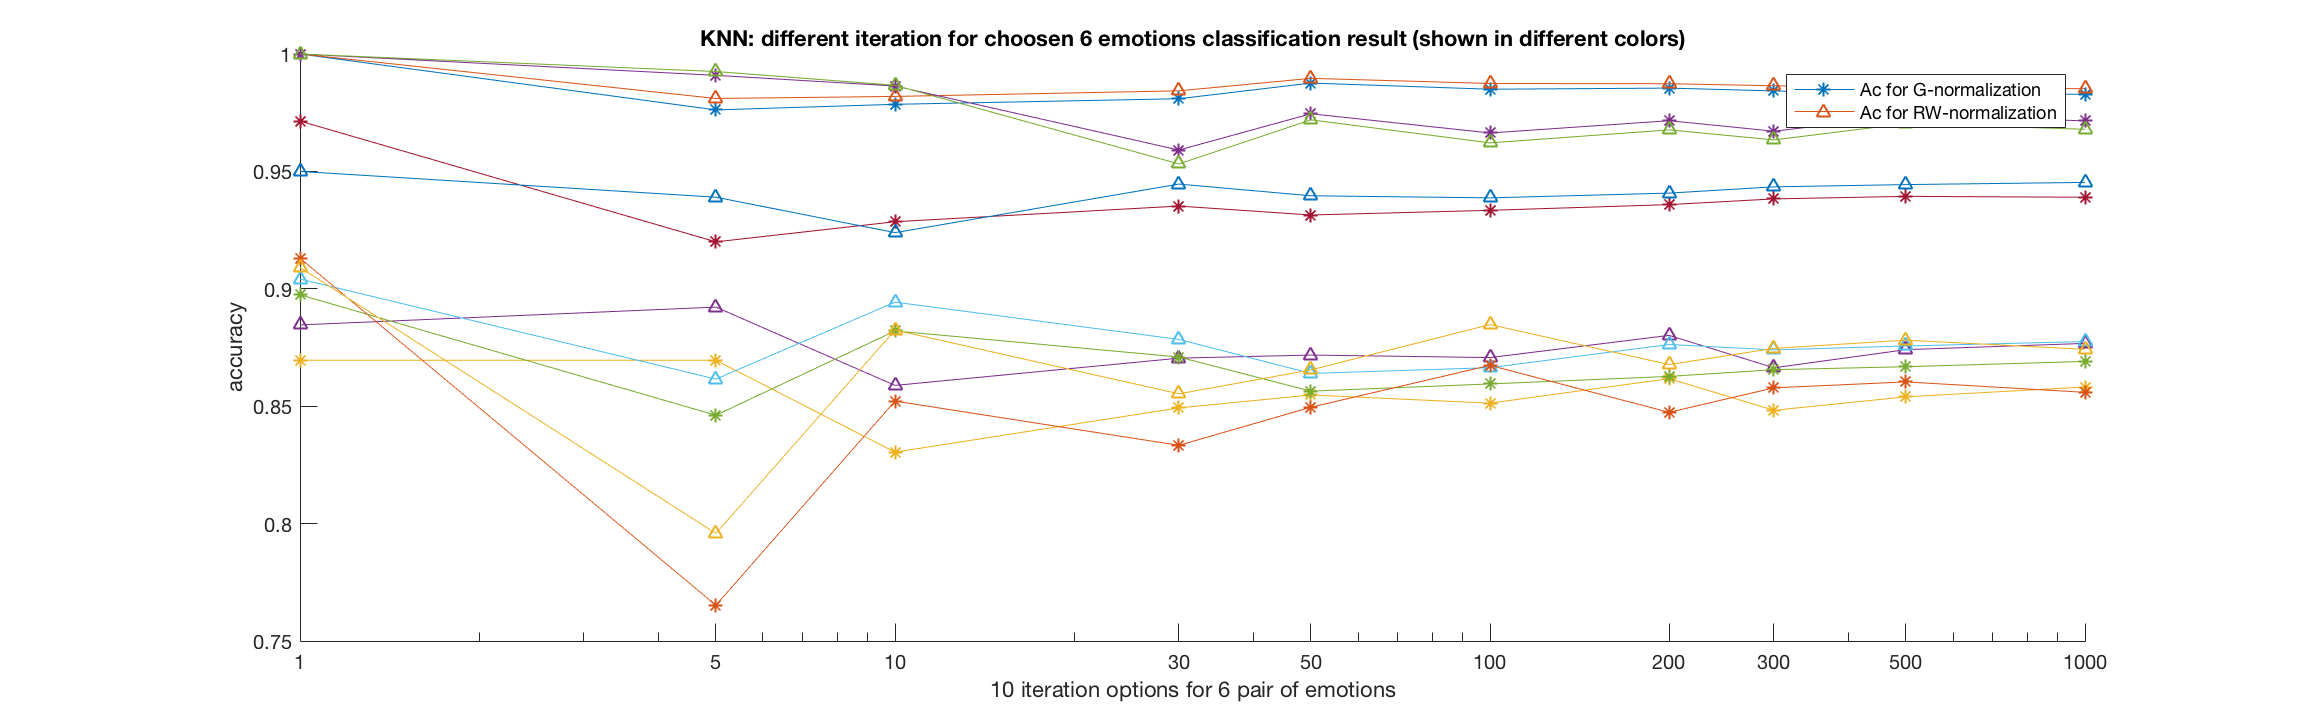 KNN: different iteration for choosen 6 emotions classification result (shown in different colors)
1
0.95
0.9
0.85
0.8
0.75
accuracy
Ac for G-normalization
Ac for RW-normalization
1 5 10 30 50 100 200 300 500 1000
10 iteration options for 6 pair of emotions